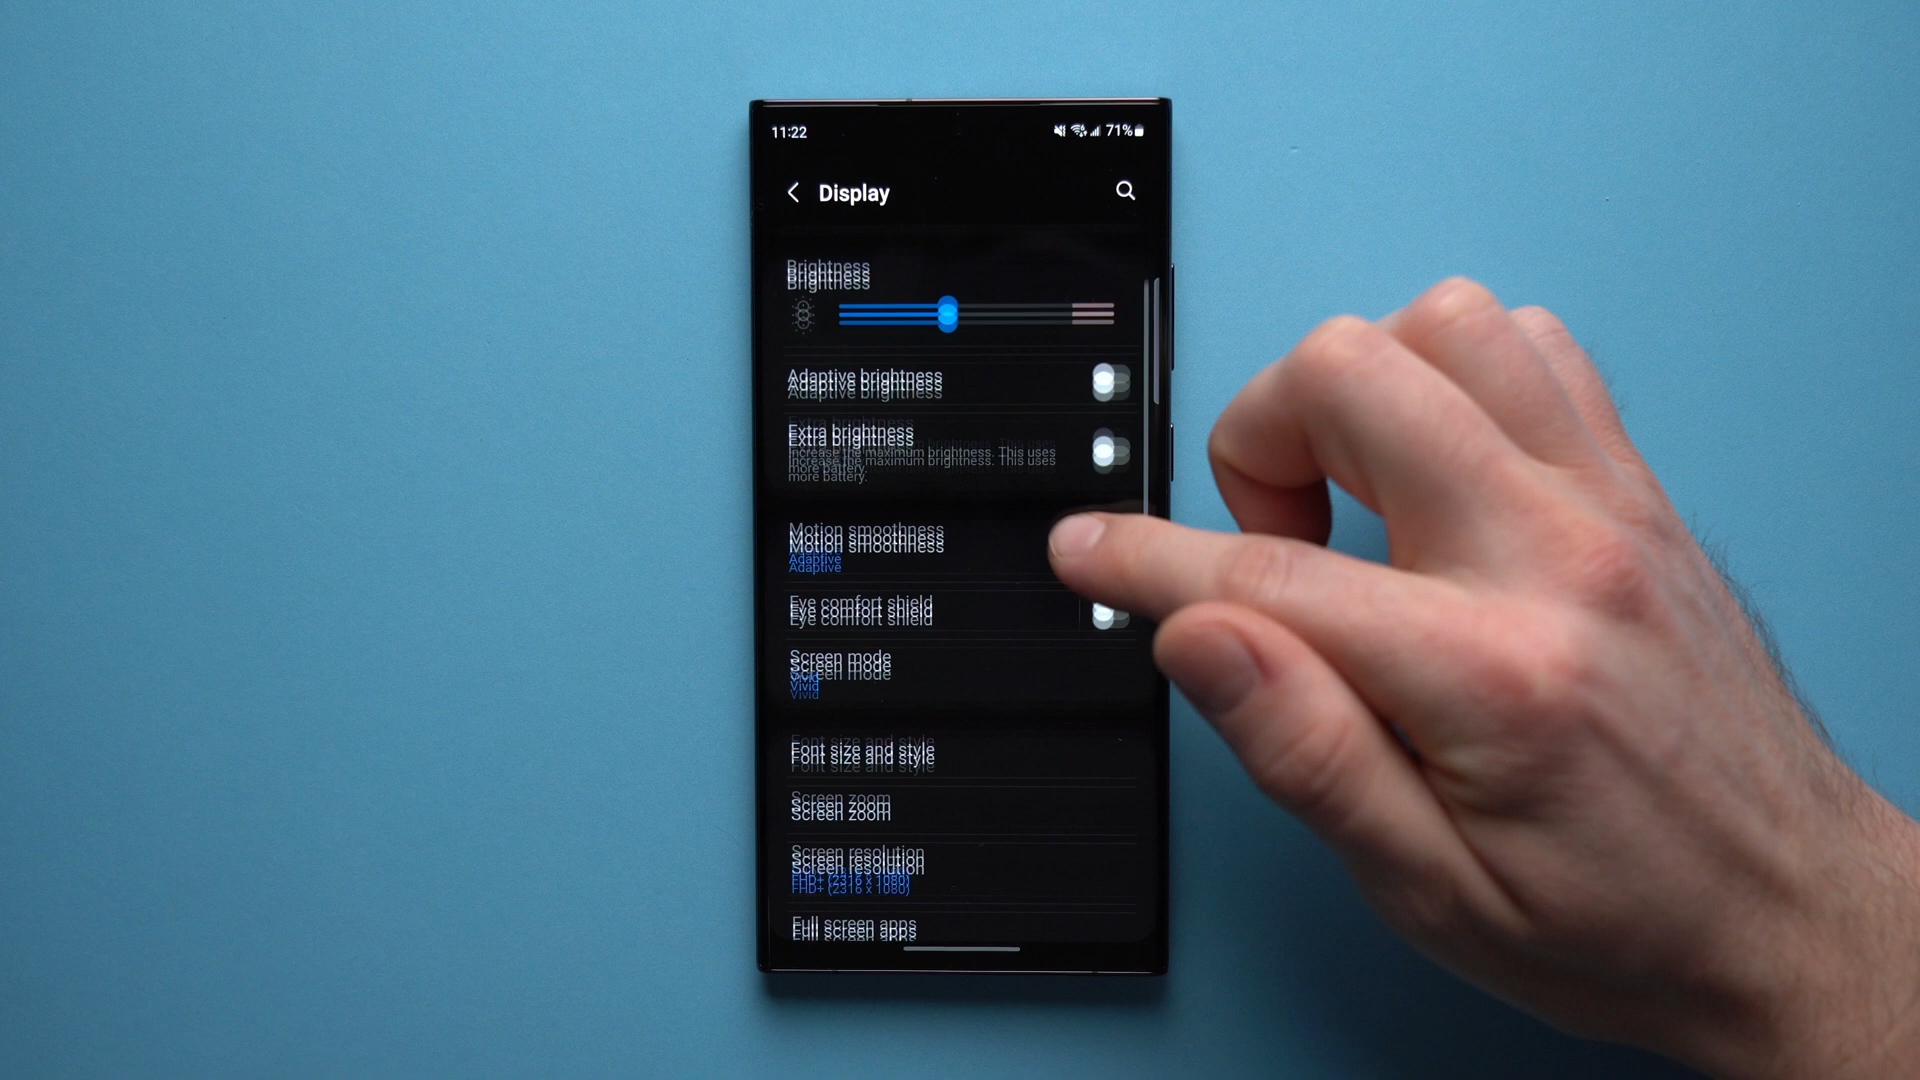 11:22
71%
Display
Brightness
Adaptive brightness
Extra brightness
Increase the maximum brightness. This uses
more battery.
Motion smoothness
Adaptive
Eye comfort shield
Screen mode
Vivid
Font size and style
Screen zoom
Screen resolution
FHD+ (2316 x 1080)
Full screen apps